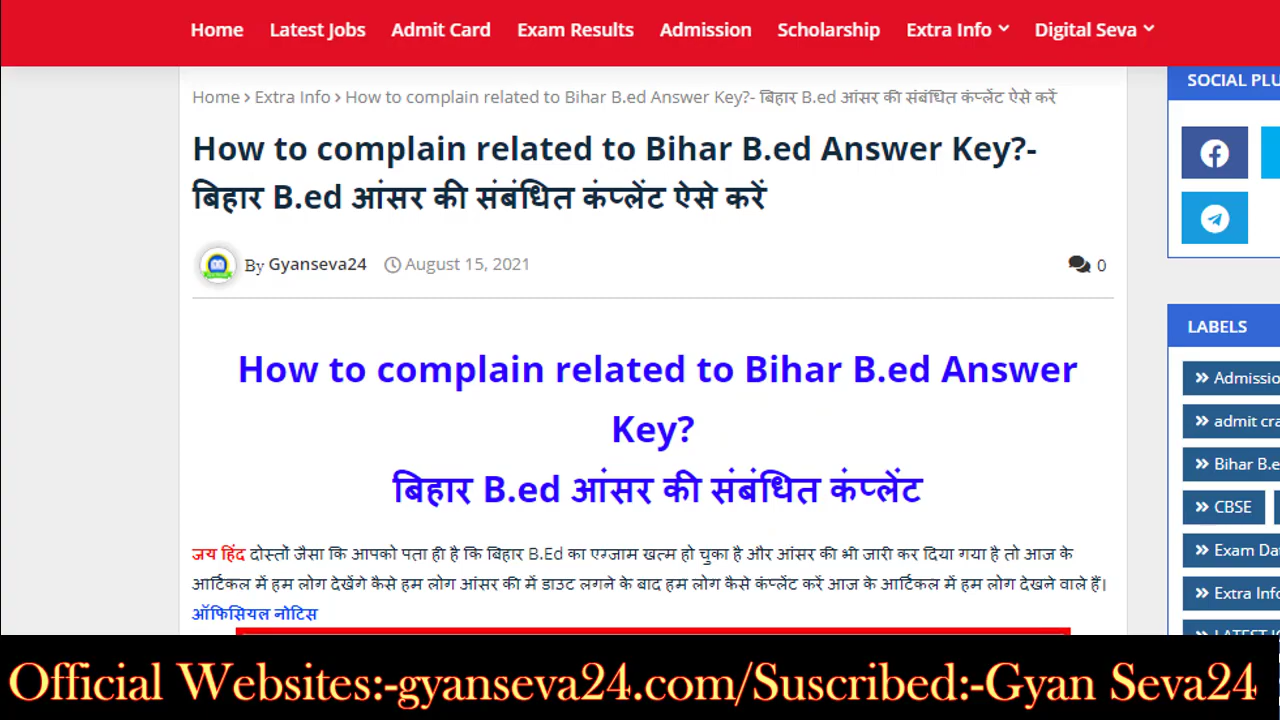 Home Latest Jobs Admit Card Exam Results Admission Scholarship Extra Info Digital Seva
SOCIAL PLU
Home > Extra Info > How to complain related to Bihar B.ed Answer Key?- बिहार B.ed आंसर की संबंधित कंप्लेंट ऐसे करें
How to complain related to Bihar B.ed Answer Key?-
बिहार B.ed आंसर की संबंधित कंप्लेंट ऐसे करें
By Gyanseva24 August 15, 2021 0
How to complain related to Bihar B.ed Answer
Key?
बिहार B.ed आंसर की संबंधित कंप्लेंट
जय हिंद दोस्तों जैसा कि आपको पता ही है कि बिहार B.Ed का एग्जाम खत्म हो चुका है और आंसर की भी जारी कर दिया गया है तो आज के
आर्टिकल में हम लोग देखेंगे कैसे हम लोग आंसर की में डाउट लगने के बाद हम लोग कैसे कंप्लेंट करें आज के आर्टिकल में हम लोग देखने वाले हैं।
ऑफिसियल नोटिस
LABELS
Admissio
admit cra
Bihar B.e
CBSE
Exam Da
Extra Info
Official Websites:-gyanseva24.com/Suscribed:-Gyan Seva24